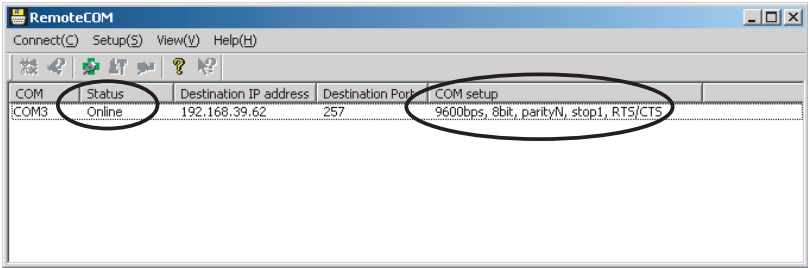 RemoteCOM
Connect(C) Setup(S) View(V) Help(H)
COM Status Destination IP address Destination Port COM setup
COM3 Online 192.168.39.62 257 9600bps, 8bit, parityN, stop1, RTS/CTS